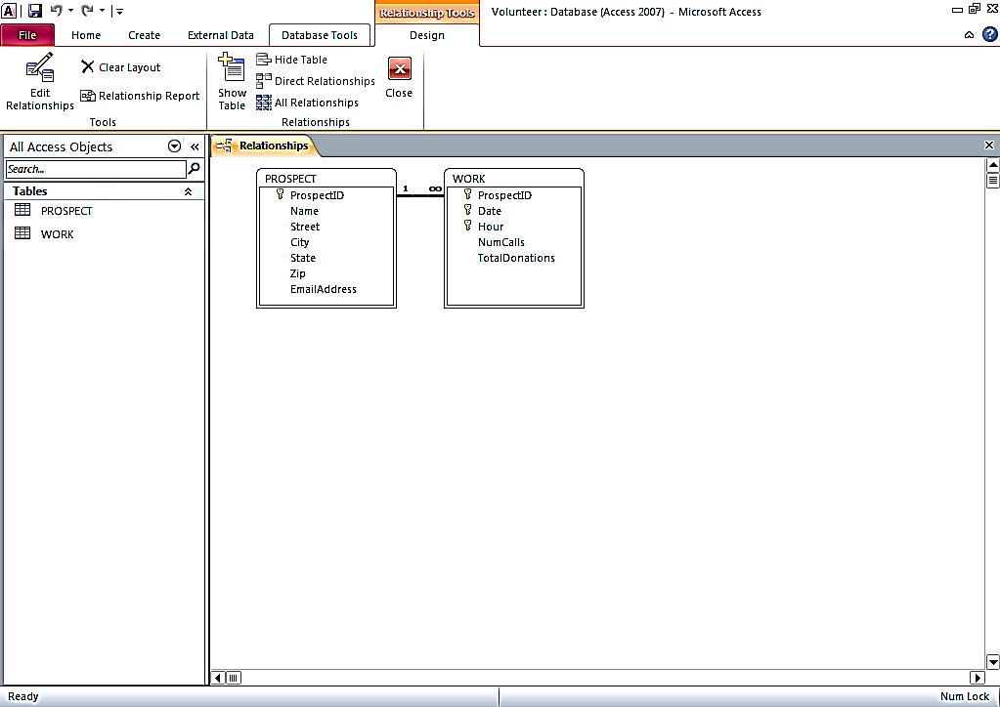 A
Relationship Tools
Volunteer : Database (Access 2007) - Microsoft Access
File
Home
Create
External Data
Database Tools
Design
Edit Relationships
Clear Layout
Relationship Report
Tools
Show Table
Hide Table
Direct Relationships
All Relationships
Close
Relationships
All Access Objects
«
Search...
Tables
PROSPECT
WORK
Relationships
PROSPECT
ProspectID
Name
Street
City
State
Zip
EmailAddress
1 ∞
WORK
ProspectID
Date
Hour
NumCalls
TotalDonations
Ready
Num Lock